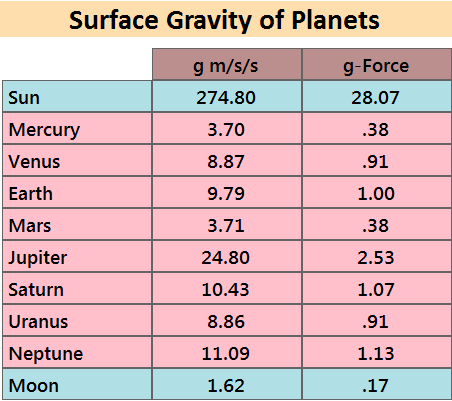 Surface Gravity of Planets
g m/s/s g-Force
Sun 274.80 28.07
Mercury 3.70 .38
Venus 8.87 .91
Earth 9.79 1.00
Mars 3.71 .38
Jupiter 24.80 2.53
Saturn 10.43 1.07
Uranus 8.86 .91
Neptune 11.09 1.13
Moon 1.62 .17